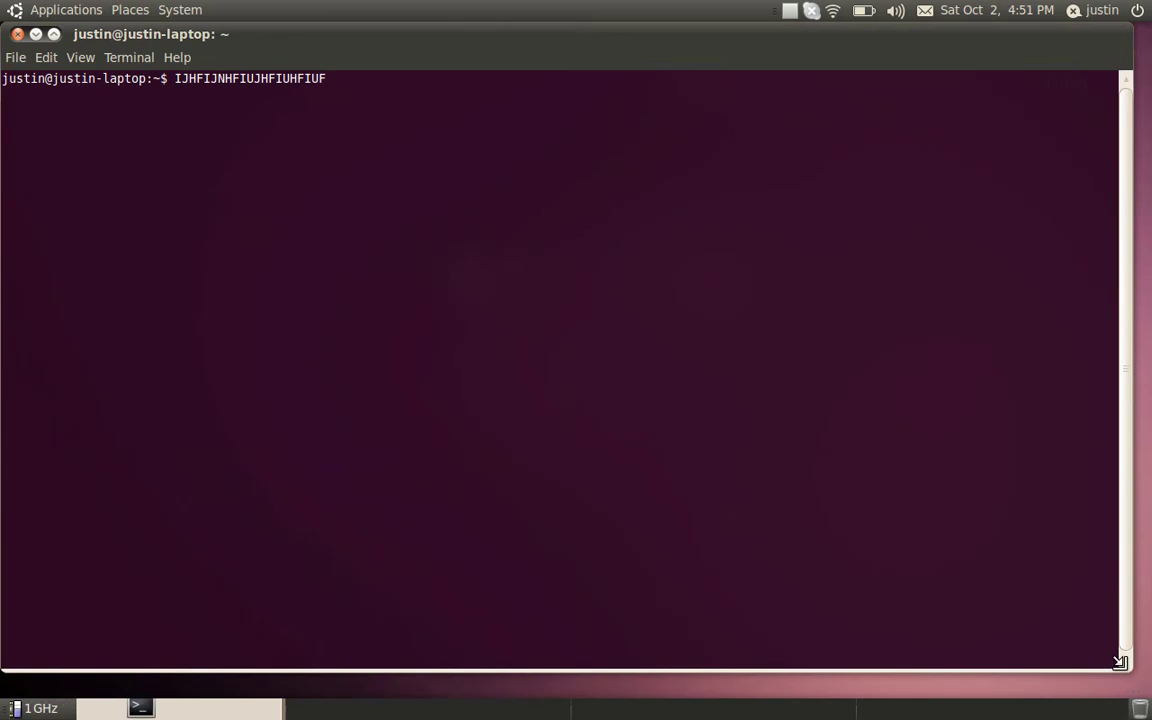 Applications Places System Sat Oct 2, 4:51 PM justin
justin@justin-laptop: ~
File Edit View Terminal Help
justin@justin-laptop:~$ IJHFIJNHFIUJHFIUHFIUF
>_
1 GHz